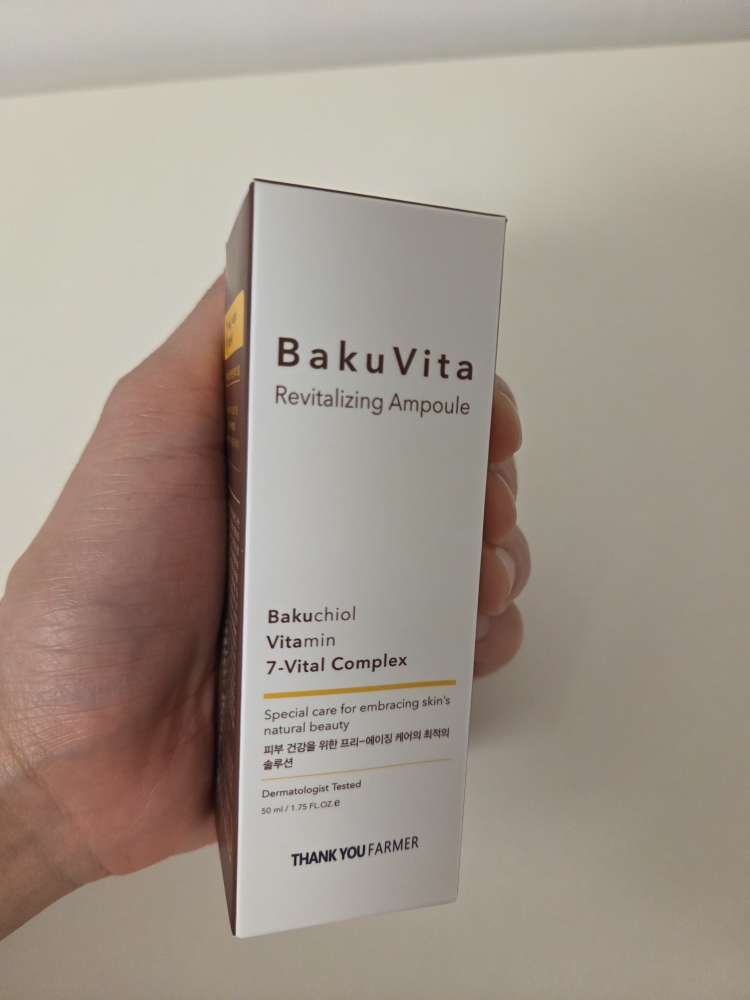 BakuVita
Revitalizing Ampoule
Bakuchiol
Vitamin
7-Vital Complex
Special care for embracing skin's
natural beauty
피부 건강을 위한 프리-에이징 케어의 최적의
솔루션
Dermatologist Tested
50 ml / 1.75 FL.OZ.e
THANK YOU FARMER